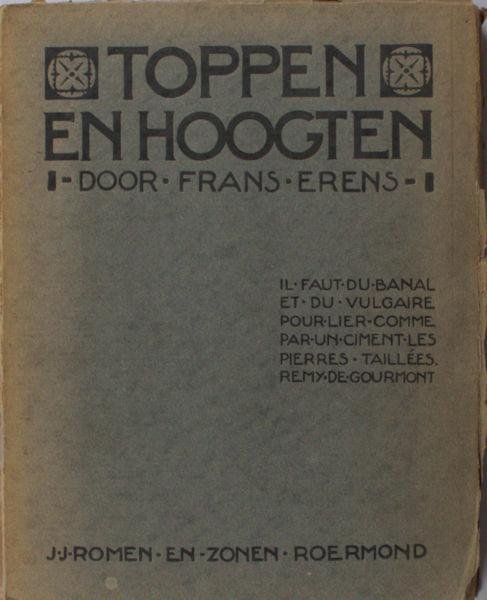 TOPPEN
EN HOOGTEN
DOOR · FRANS · ERENS
IL · FAUT · DU · BANAL
ET · DU · VULGAIRE
POUR · LIER · COMME
PAR · UN · CIMENT · LES
PIERRES · TAILLÉES.
REMY · DE · GOURMONT
J · J · ROMEN · EN - ZONEN · ROERMOND